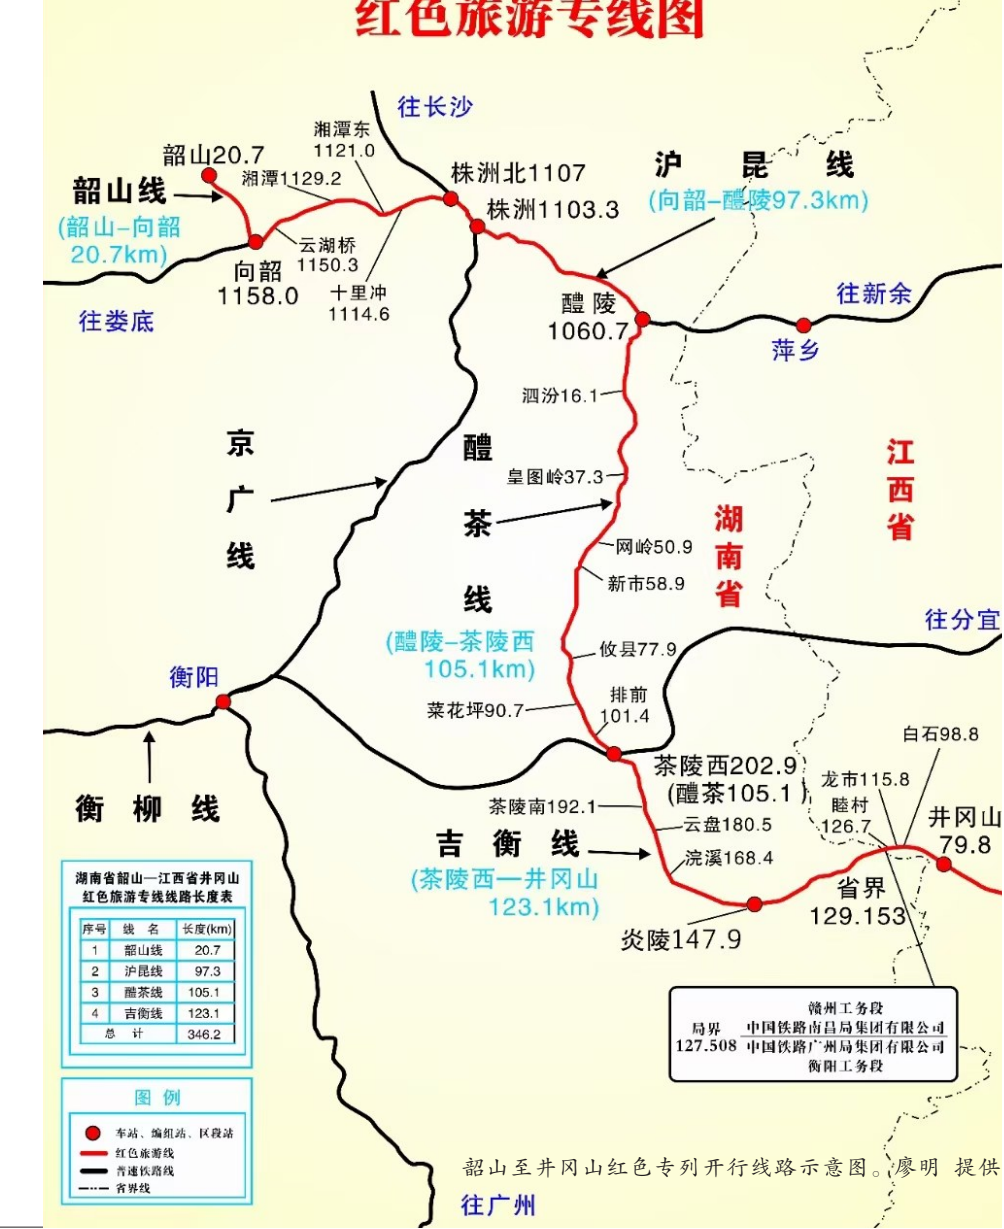 红色旅游专线图
往长沙
湘潭东
1121.0
韶山20.7
湘潭1129.2
株洲北1107
沪昆线
(向韶–醴陵97.3km)
韶山线
(韶山–向韶
20.7km)
株洲1103.3
云湖桥
1150.3
向韶
1158.0
十里冲
1114.6
往娄底
醴陵
1060.7
往新余
萍乡
泗汾16.1
京广线
醴茶线
(醴陵–茶陵西
105.1km)
皇图岭37.3
江西省
湖南省
网岭50.9
新市58.9
往分宜
攸县77.9
衡阳
排前
101.4
菜花坪90.7
白石98.8
茶陵西202.9
(醴茶105.1)
龙市115.8
睦村
126.7
井冈山
79.8
衡柳线
茶陵南192.1
云盘180.5
吉衡线
(茶陵西—井冈山
123.1km)
浣溪168.4
省界
129.153
炎陵147.9
湖南省韶山—江西省井冈山
红色旅游专线线路长度表
序号 线 名 长度(km)
1 韶山线 20.7
2 沪昆线 97.3
3 醴茶线 105.1
4 吉衡线 123.1
总 计 346.2
局界
127.508
赣州工务段
中国铁路南昌局集团有限公司
中国铁路广州局集团有限公司
衡阳工务段
图 例
车站、编组站、区段站
红色旅游线
普速铁路线
省界线
韶山至井冈山红色专列开行线路示意图。廖明 提供
往广州